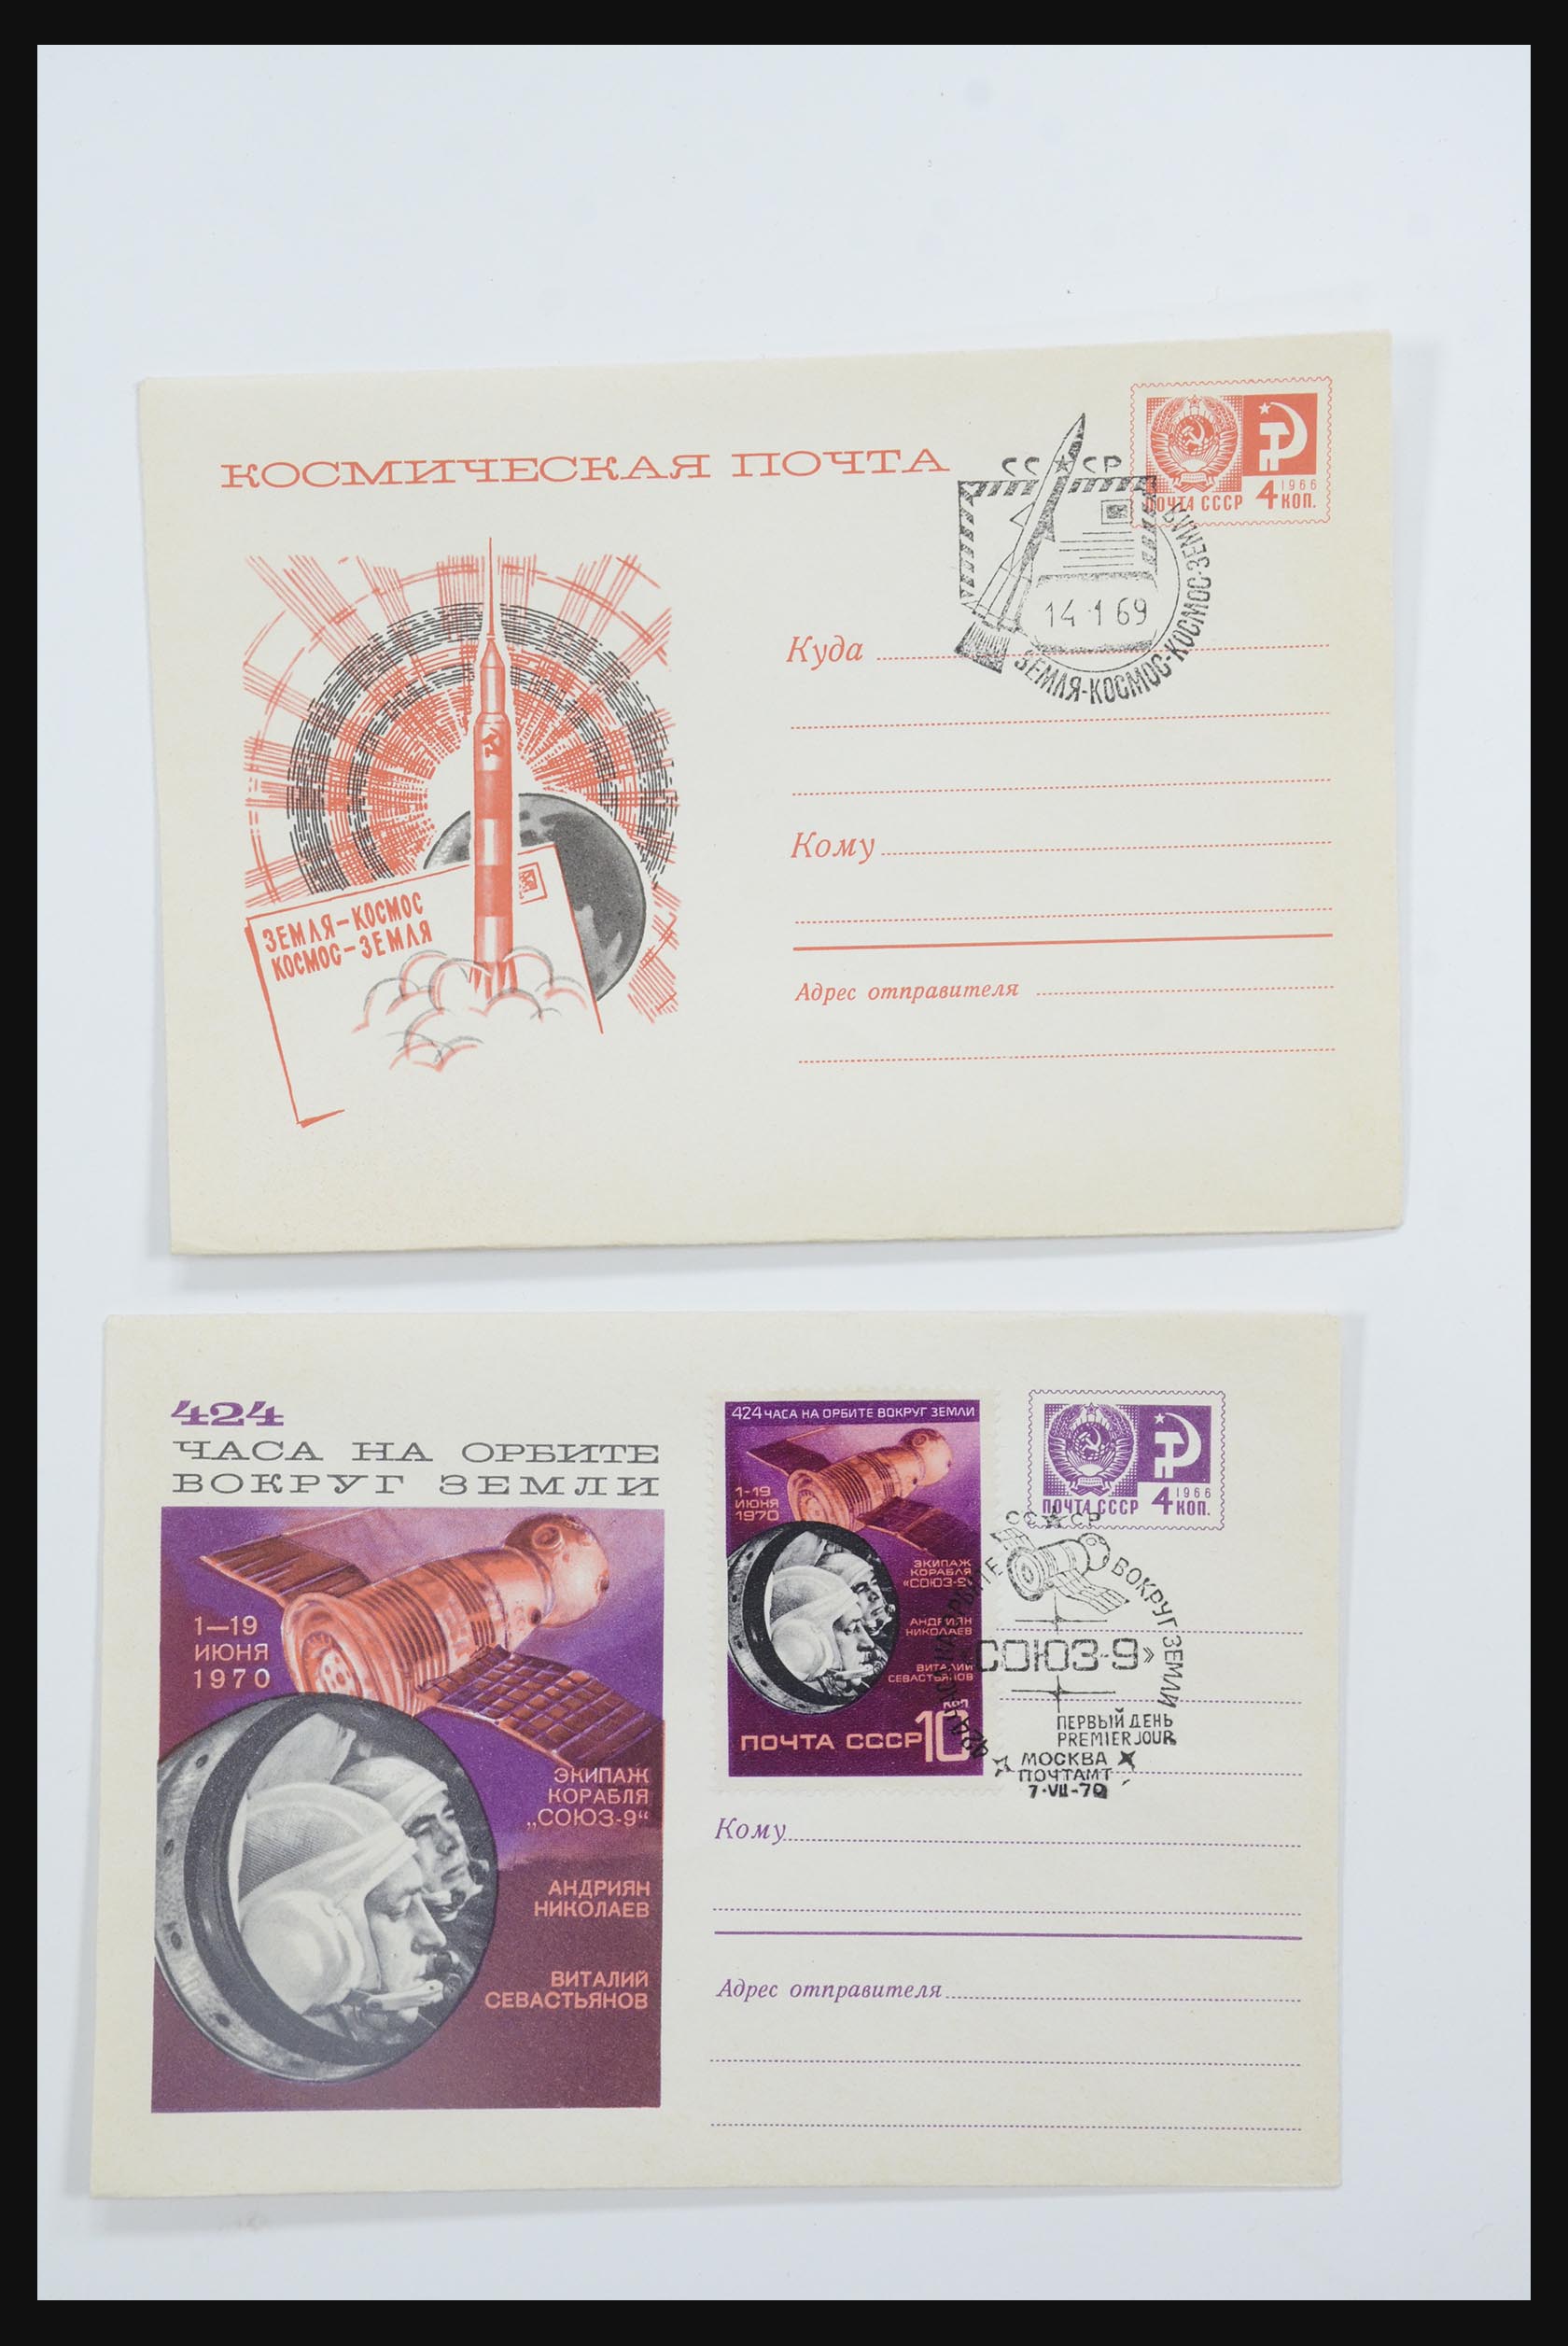 КОСМИЧЕСКАЯ ПОЧТА
СССР
ПОЧТА СССР 4 1966 КОП.
14·1 69
ЗЕМЛЯ-КОСМОС-КОСМОС-ЗЕМЛЯ
Куда
Кому
ЗЕМЛЯ–КОСМОС
КОСМОС–ЗЕМЛЯ
Адрес отправителя
424
ЧАСА НА ОРБИТЕ
ВОКРУГ ЗЕМЛИ
1—19
ИЮНЯ
1970
ЭКИПАЖ
КОРАБЛЯ
„СОЮЗ-9“
АНДРИЯН
НИКОЛАЕВ
ВИТАЛИЙ
СЕВАСТЬЯНОВ
424 ЧАСА НА ОРБИТЕ ВОКРУГ ЗЕМЛИ
1-19
ИЮНЯ
1970
ЭКИПАЖ
КОРАБЛЯ
«СОЮЗ-9»
АНДРИЯН
НИКОЛАЕВ
ВИТАЛИЙ
СЕВАСТЬЯНОВ
КОП
ПОЧТА СССР 10
ПОЧТА СССР 4 1966 КОП.
СССР
424 ЧАСА НА ОРБИТЕ ВОКРУГ ЗЕМЛИ
«СОЮЗ-9»
ПЕРВЫЙ ДЕНЬ
PREMIER JOUR
МОСКВА
ПОЧТАМТ
7·VII-70
Кому
Адрес отправителя